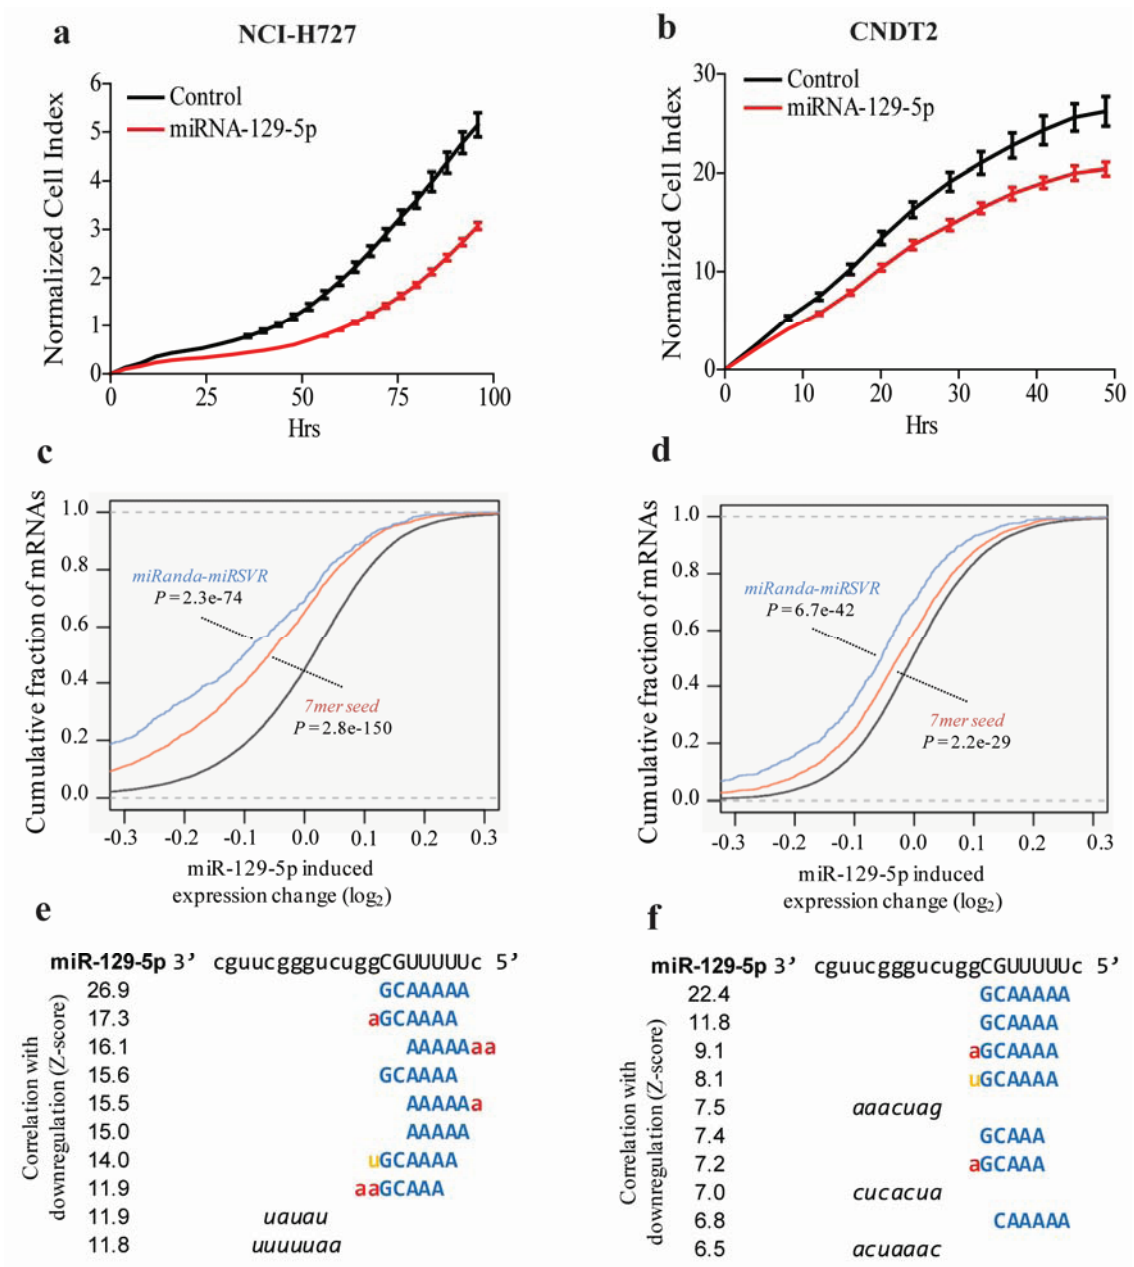 a
NCI-H727
Control
miRNA-129-5p
Normalized Cell Index
6
5
4
3
2
1
0
0 25 50 75 100
Hrs
b
CNDT2
Control
miRNA-129-5p
Normalized Cell Index
30
20
10
0
0 10 20 30 40 50
Hrs
c
Cumulative fraction of mRNAs
1.0
0.8
0.6
0.4
0.2
0.0
miRanda-miRSVR
P = 2.3e-74
7mer seed
P = 2.8e-150
-0.3 -0.2 -0.1 0.0 0.1 0.2 0.3
miR-129-5p induced
expression change (log2)
d
Cumulative fraction of mRNAs
1.0
0.8
0.6
0.4
0.2
0.0
miRanda-miRSVR
P = 6.7e-42
7mer seed
P = 2.2e-29
-0.3 -0.2 -0.1 0.0 0.1 0.2 0.3
miR-129-5p induced
expression change (log2)
e
miR-129-5p 3’ cguucgggucuggCGUUUUUc 5’
Correlation with
downregulation (Z-score)
26.9 GCAAAAA
17.3 aGCAAAA
16.1 AAAAAaa
15.6 GCAAAA
15.5 AAAAAa
15.0 AAAAA
14.0 uGCAAAA
11.9 aaGCAAA
11.9 uauau
11.8 uuuuuaa
f
miR-129-5p 3’ cguucgggucuggCGUUUUUc 5’
Correlation with
downregulation (Z-score)
22.4 GCAAAAA
11.8 GCAAAA
9.1 aGCAAAA
8.1 uGCAAAA
7.5 aaacuag
7.4 GCAAA
7.2 aGCAAA
7.0 cucacua
6.8 CAAAAA
6.5 acuaaac